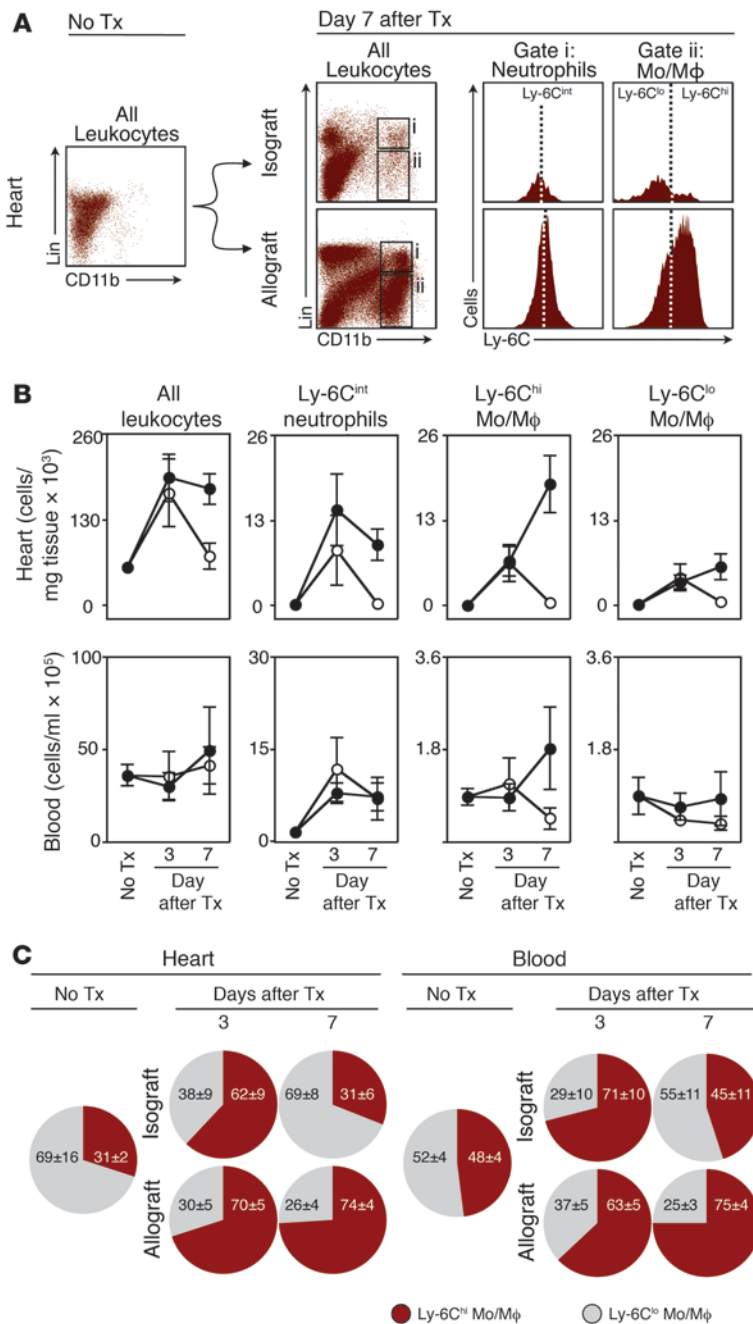 A
No Tx
Day 7 after Tx
All
Leukocytes
Gate i:
Neutrophils
Gate ii:
Mo/Mϕ
All
Leukocytes
Heart
Lin
CD11b
Isograft
Allograft
i
ii
i
ii
Lin
CD11b
Ly-6Cint
Ly-6Clo
Ly-6Chi
Cells
Ly-6C
B
All
leukocytes
Ly-6Cint
neutrophils
Ly-6Chi
Mo/Mϕ
Ly-6Clo
Mo/Mϕ
Heart (cells/
mg tissue × 10³)
260
130
0
26
13
0
26
13
0
26
13
0
Blood (cells/ml × 10⁵)
100
50
0
30
15
0
3.6
1.8
3.6
1.8
No Tx
3 7
Day
after Tx
No Tx
3 7
Day
after Tx
No Tx
3 7
Day
after Tx
No Tx
3 7
Day
after Tx
C
Heart
Blood
No Tx
Days after Tx
3 7
No Tx
Days after Tx
3 7
Isograft
38±9 62±9
69±8 31±6
Isograft
29±10 71±10
55±11 45±11
69±16 31±2
52±4 48±4
Allograft
30±5 70±5
26±4 74±4
Allograft
37±5 63±5
25±3 75±4
Ly-6Chi Mo/Mϕ
Ly-6Clo Mo/Mϕ